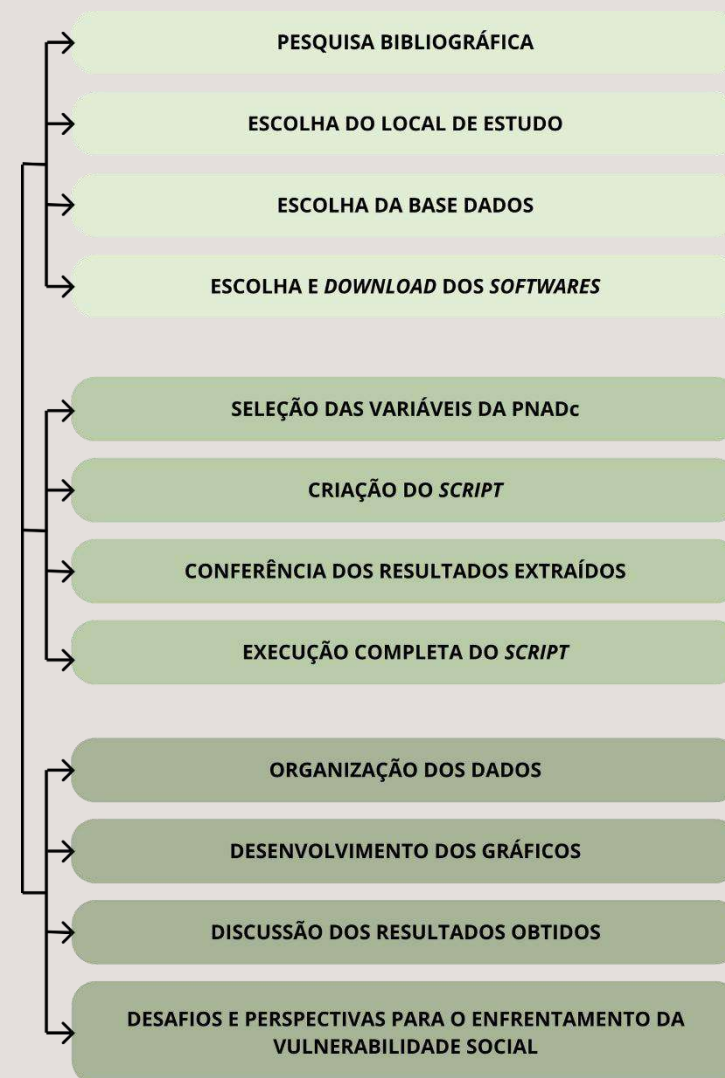 PESQUISA BIBLIOGRÁFICA
ESCOLHA DO LOCAL DE ESTUDO
ESCOLHA DA BASE DADOS
ESCOLHA E DOWNLOAD DOS SOFTWARES
SELEÇÃO DAS VARIÁVEIS DA PNADc
CRIAÇÃO DO SCRIPT
CONFERÊNCIA DOS RESULTADOS EXTRAÍDOS
EXECUÇÃO COMPLETA DO SCRIPT
ORGANIZAÇÃO DOS DADOS
DESENVOLVIMENTO DOS GRÁFICOS
DISCUSSÃO DOS RESULTADOS OBTIDOS
DESAFIOS E PERSPECTIVAS PARA O ENFRENTAMENTO DA
VULNERABILIDADE SOCIAL